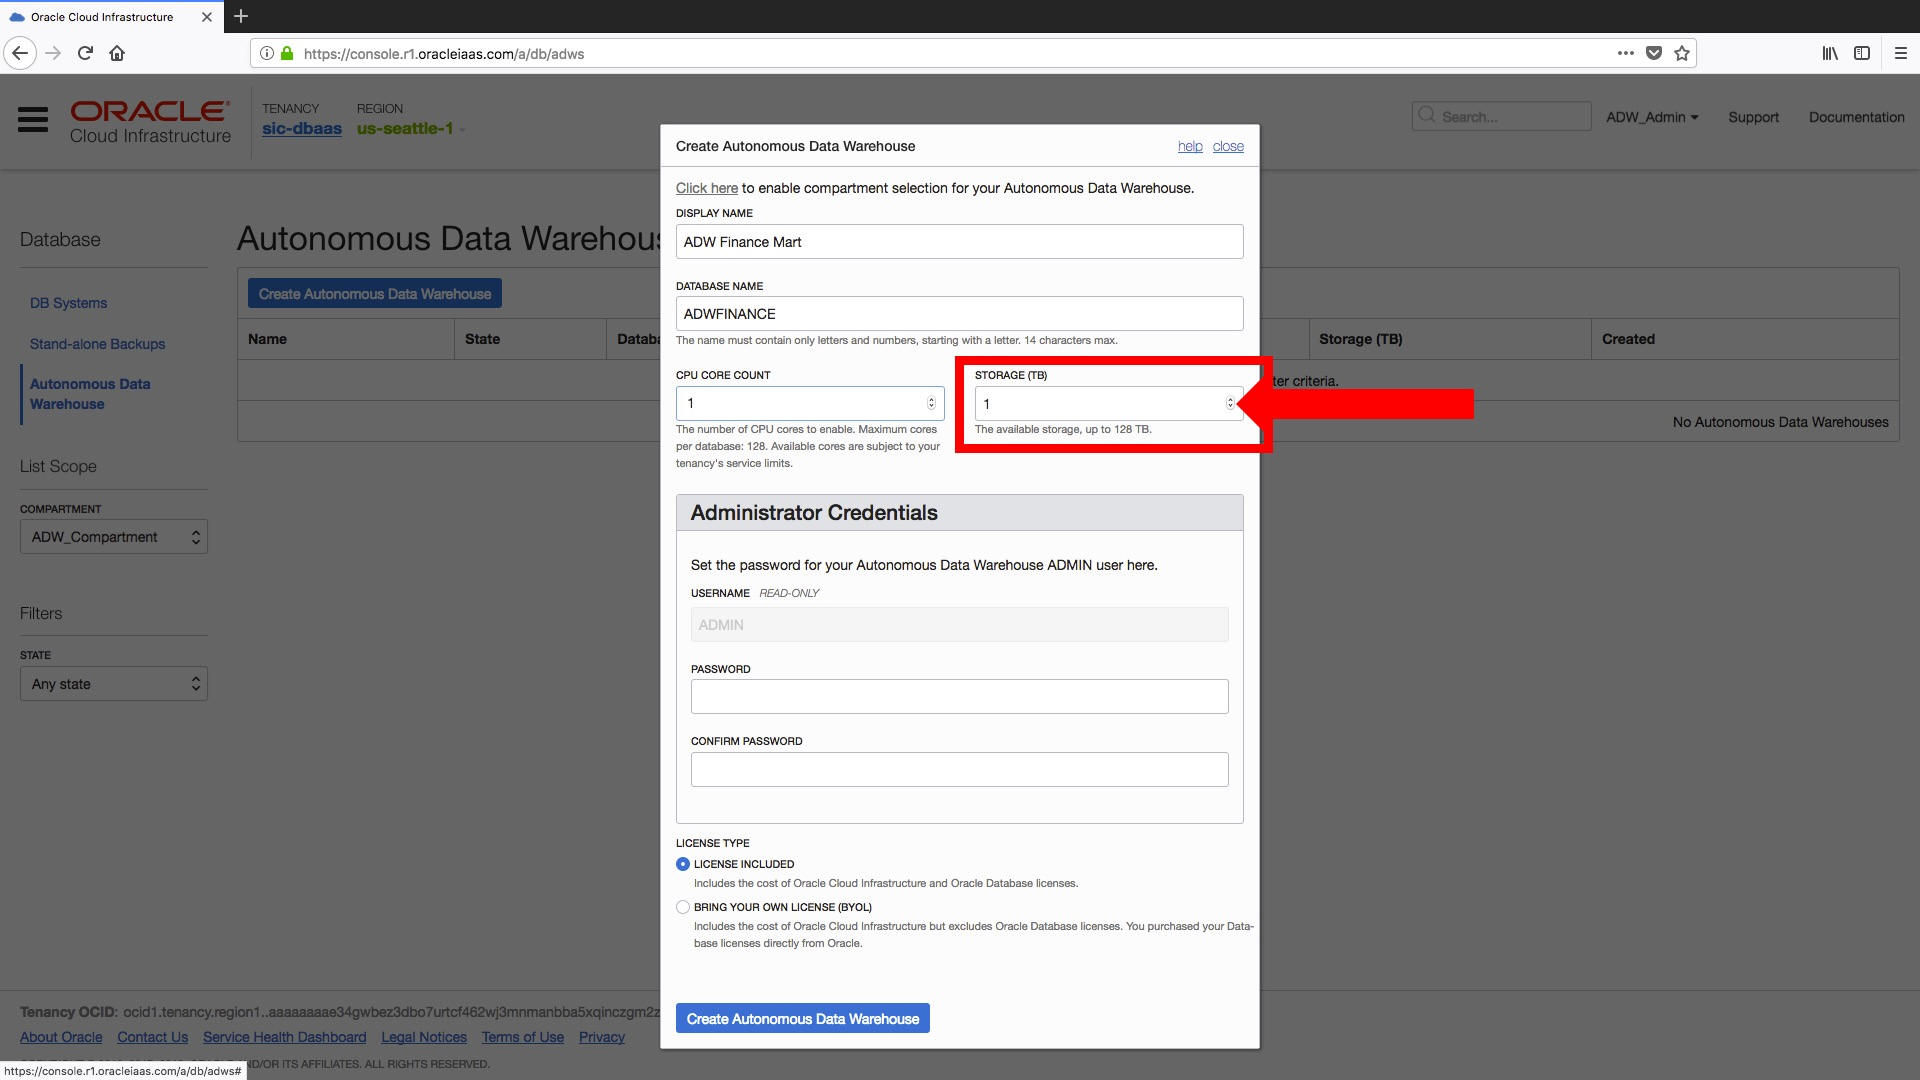 Oracle Cloud Infrastructure
https://console.r1.oracleiaas.com/a/db/adws
ORACLE
Cloud Infrastructure
TENANCY
sic-dbaas
REGION
us-seattle-1
Search...
ADW_Admin
Support
Documentation
Database
DB Systems
Stand-alone Backups
Autonomous Data
Warehouse
List Scope
COMPARTMENT
ADW_Compartment
Filters
STATE
Any state
Autonomous Data Warehous
Create Autonomous Data Warehouse
Name
State
Databa
Storage (TB)
Created
ter criteria.
No Autonomous Data Warehouses
Create Autonomous Data Warehouse
help
close
Click here to enable compartment selection for your Autonomous Data Warehouse.
DISPLAY NAME
ADW Finance Mart
DATABASE NAME
ADWFINANCE
The name must contain only letters and numbers, starting with a letter. 14 characters max.
CPU CORE COUNT
1
The number of CPU cores to enable. Maximum cores
per database: 128. Available cores are subject to your
tenancy's service limits.
STORAGE (TB)
1
The available storage, up to 128 TB.
Administrator Credentials
Set the password for your Autonomous Data Warehouse ADMIN user here.
USERNAME READ-ONLY
ADMIN
PASSWORD
CONFIRM PASSWORD
LICENSE TYPE
LICENSE INCLUDED
Includes the cost of Oracle Cloud Infrastructure and Oracle Database licenses.
BRING YOUR OWN LICENSE (BYOL)
Includes the cost of Oracle Cloud Infrastructure but excludes Oracle Database licenses. You purchased your Data-
base licenses directly from Oracle.
Create Autonomous Data Warehouse
Tenancy OCID: ocid1.tenancy.region1..aaaaaaaae34gwbez3dbo7urtcf462wj3mnmanbba5xqinczgm2z
About Oracle
Contact Us
Service Health Dashboard
Legal Notices
Terms of Use
Privacy
ND/OR ITS AFFILIATES. ALL RIGHTS RESERVED.
https://console.r1.oracleiaas.com/a/db/adws#